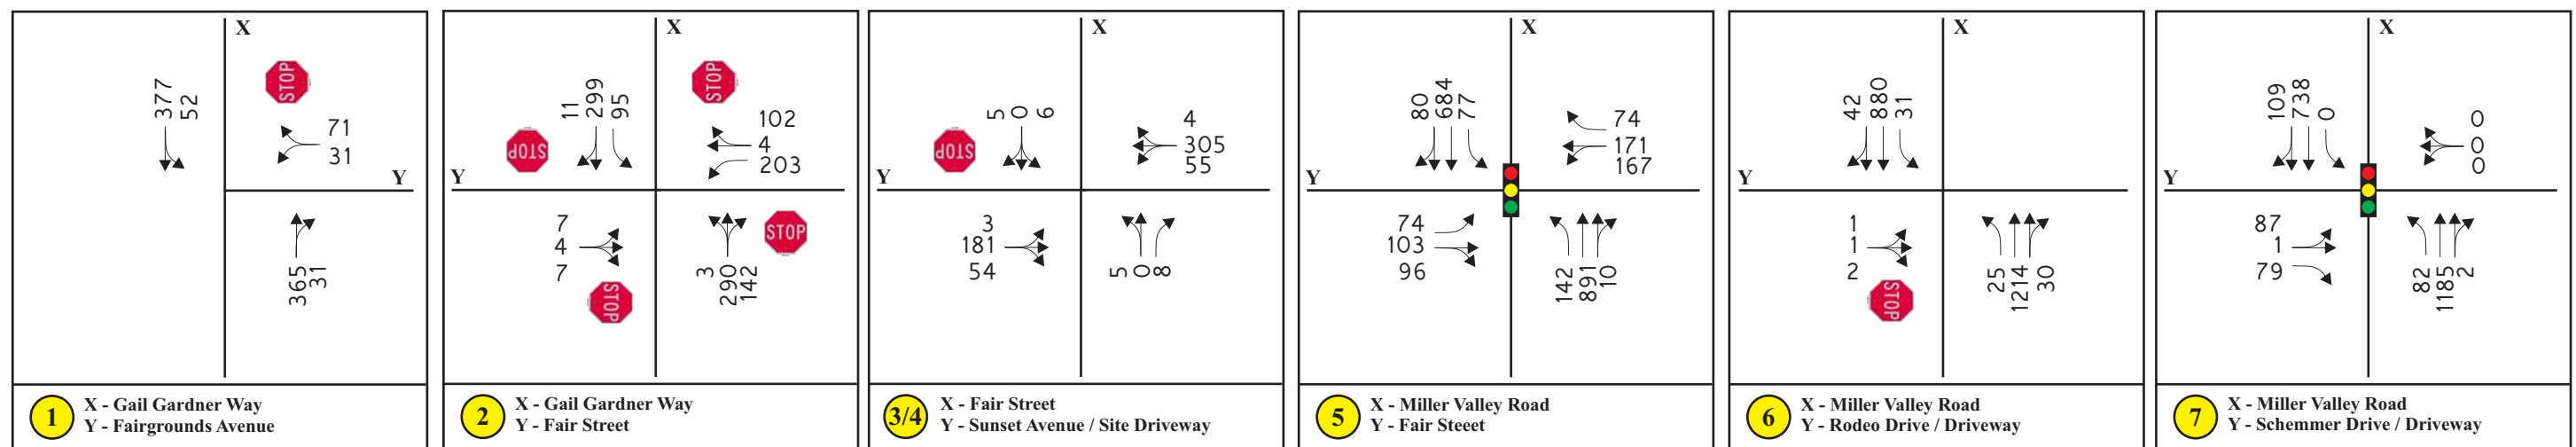 X
STOP
377
52
71
31
Y
365
31
1
X - Gail Gardner Way
Y - Fairgrounds Avenue
X
STOP
11
299
95
STOP
102
4
203
Y
7
4
7
STOP
3
290
142
STOP
2
X - Gail Gardner Way
Y - Fair Street
X
5
0
6
STOP
4
305
55
Y
3
181
54
5
0
8
3/4
X - Fair Street
Y - Sunset Avenue / Site Driveway
X
80
684
77
74
171
167
Y
74
103
96
142
891
10
5
X - Miller Valley Road
Y - Fair Steeet
X
42
880
31
Y
1
1
2
STOP
25
1214
30
6
X - Miller Valley Road
Y - Rodeo Drive / Driveway
X
109
738
0
0
0
0
Y
87
1
79
82
1185
2
7
X - Miller Valley Road
Y - Schemmer Drive / Driveway